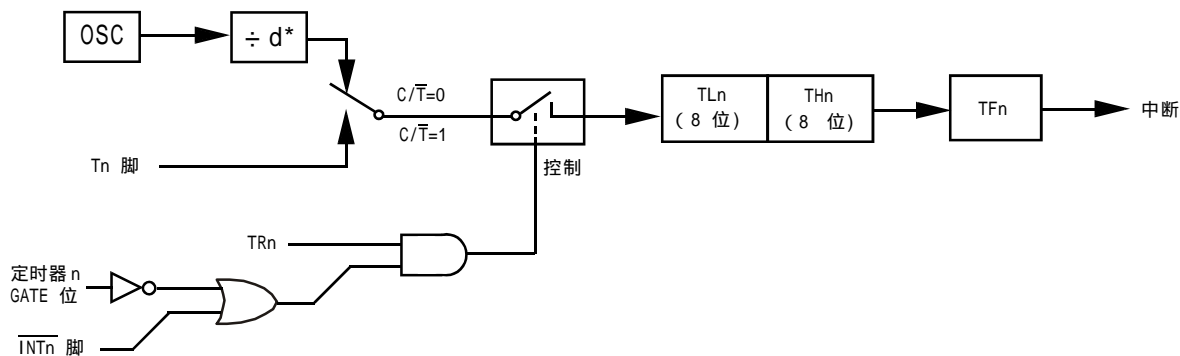 OSC
÷ d*
C/T̅=0
C/T̅=1
Tn 脚
控制
TLn
(8 位)
THn
(8 位)
TFn
中断
TRn
定时器 n
GATE 位
I̅N̅T̅n̅ 脚